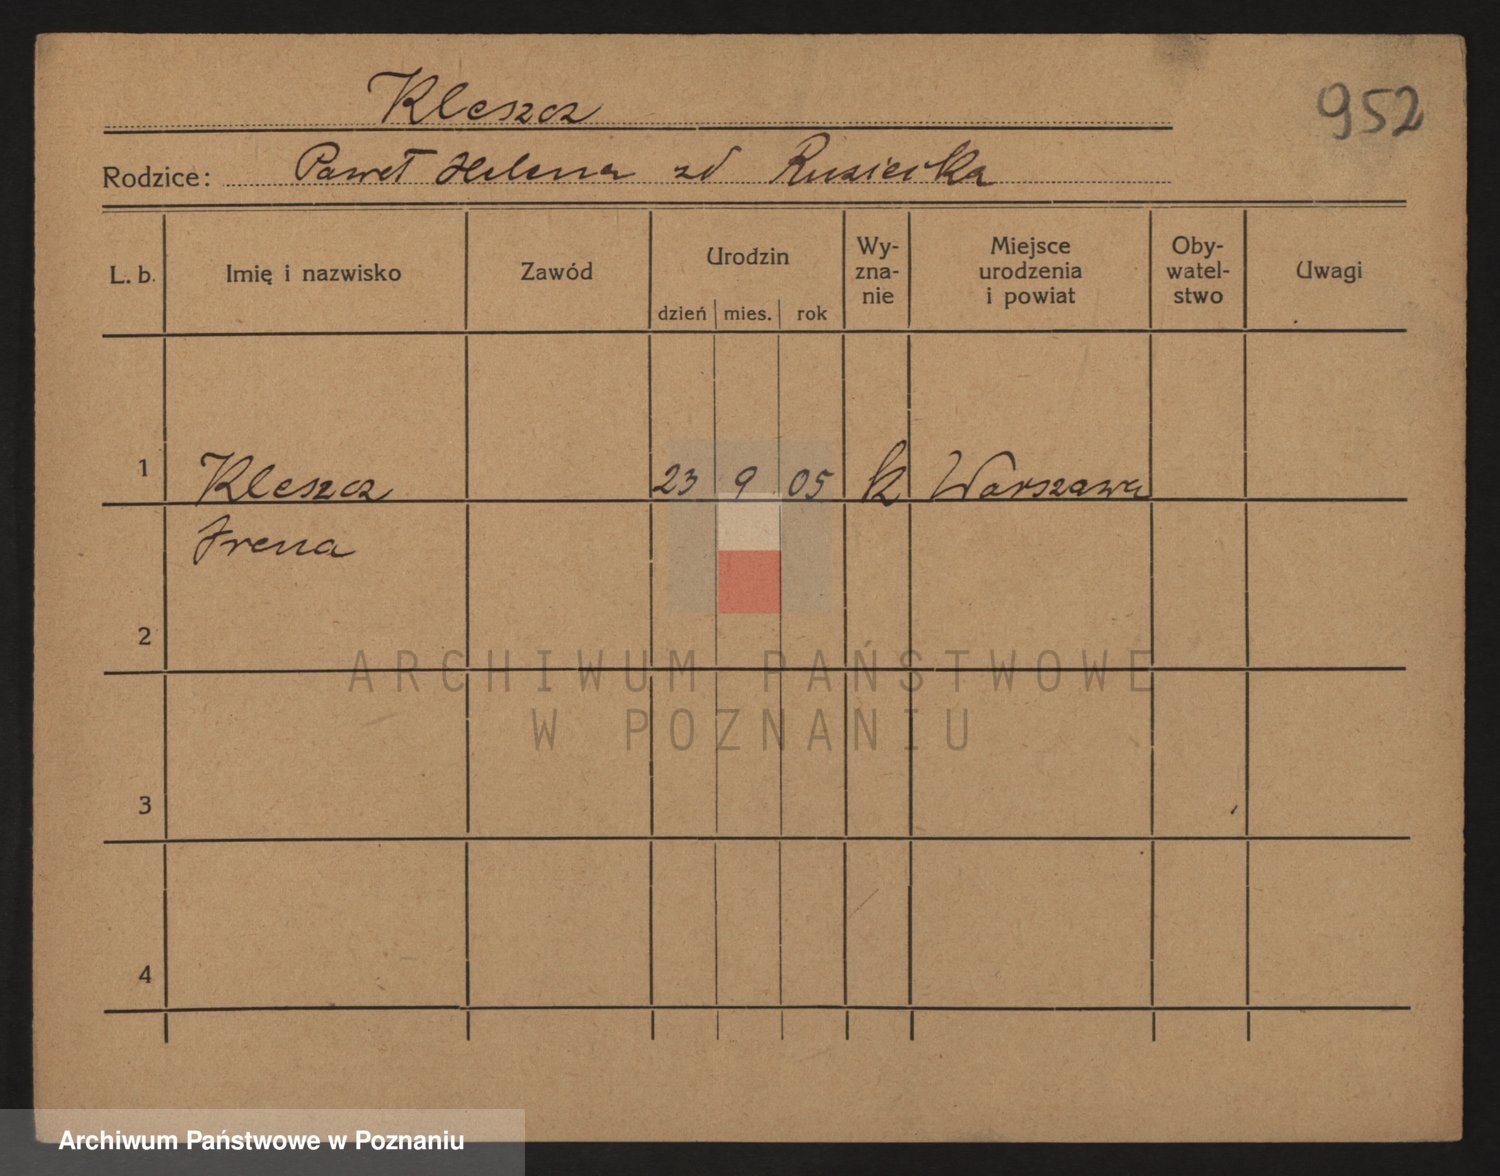 Kleszcz
952
Rodzice: Paweł Helena zd Rusiecka
L. b. Imię i nazwisko Zawód Urodzin dzień mies. rok Wy-zna-nie Miejsce urodzenia i powiat Oby-watel-stwo Uwagi
1 Kleszcz 23 9 05 k Warszawa
Irena
2
ARCHIWUM PAŃSTWOWE
W POZNANIU
3
4
Archiwum Państwowe w Poznaniu